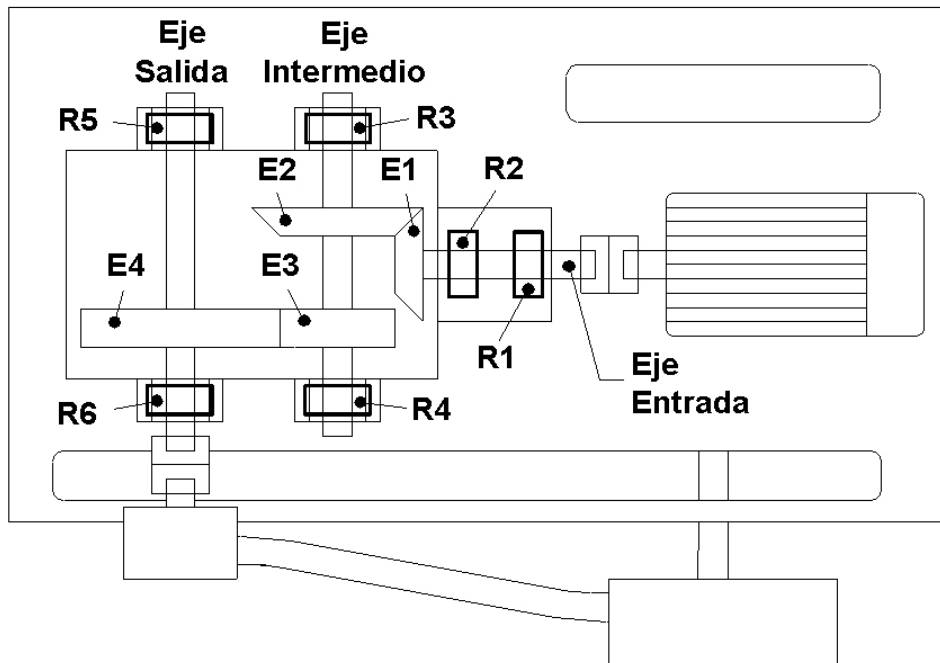 Eje
Salida
Eje
Intermedio
R5
R3
E2
E1
R2
E4
E3
R1
Eje
Entrada
R6
R4